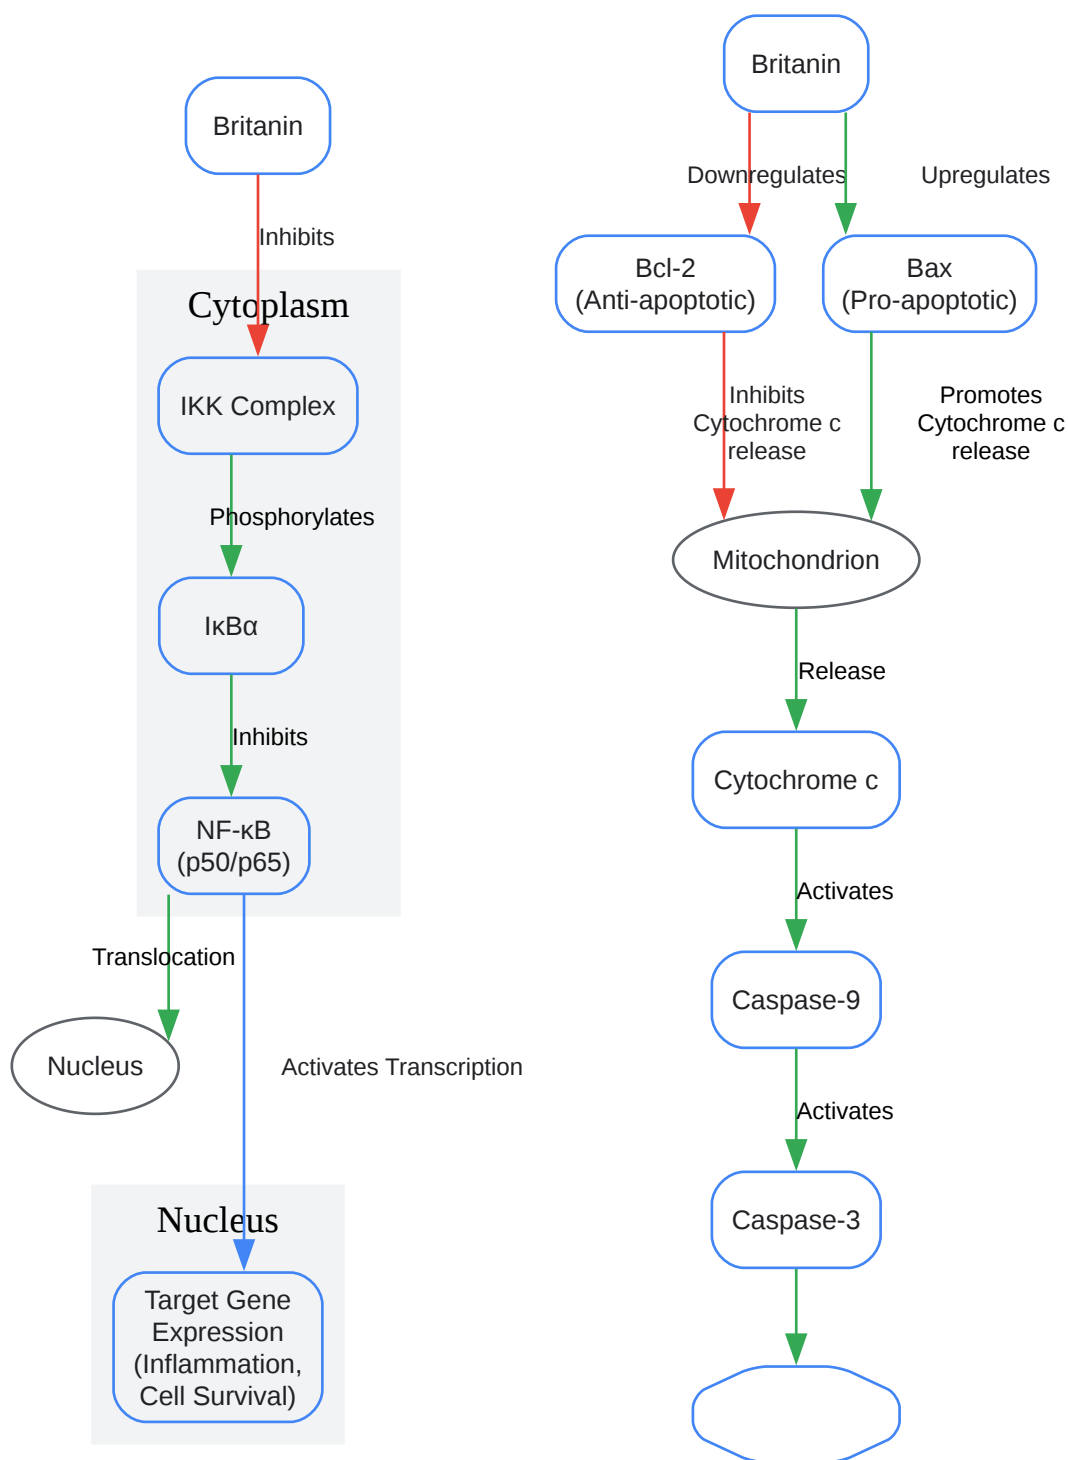 Britanin
Inhibits
Cytoplasm
IKK Complex
Phosphorylates
IκBα
Inhibits
NF-κB
(p50/p65)
Translocation
Nucleus
Activates Transcription
Nucleus
Target Gene
Expression
(Inflammation,
Cell Survival)
Britanin
Downregulates
Upregulates
Bcl-2
(Anti-apoptotic)
Bax
(Pro-apoptotic)
Inhibits
Cytochrome c
release
Promotes
Cytochrome c
release
Mitochondrion
Release
Cytochrome c
Activates
Caspase-9
Activates
Caspase-3